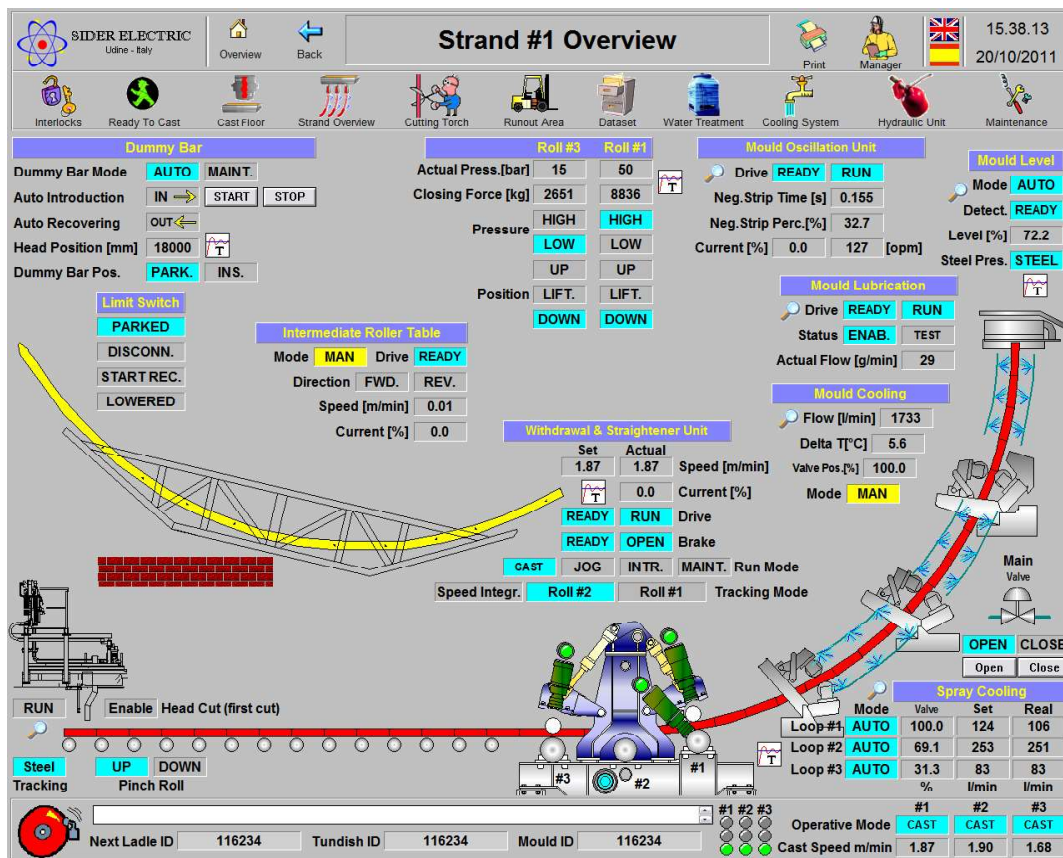 SIDER ELECTRIC
Udine - Italy
Overview
Back
Strand #1 Overview
Print
Manager
15.38.13
20/10/2011
Interlocks
Ready To Cast
Cast Floor
Strand Overview
Cutting Torch
Runout Area
Dataset
Water Treatment
Cooling System
Hydraulic Unit
Maintenance
Dummy Bar
Dummy Bar Mode AUTO MAINT.
Auto Introduction IN START STOP
Auto Recovering OUT
Head Position [mm] 18000 T
Dummy Bar Pos. PARK. INS.
Limit Switch
PARKED
DISCONN.
START REC.
LOWERED
Intermediate Roller Table
Mode MAN Drive READY
Direction FWD. REV.
Speed [m/min] 0.01
Current [%] 0.0
Roll #3 Roll #1
Actual Press.[bar] 15 50
T
Closing Force [kg] 2651 8836
Pressure
HIGH HIGH
LOW LOW
Position
UP UP
LIFT. LIFT.
DOWN DOWN
Mould Oscillation Unit
Drive READY RUN
Neg.Strip Time [s] 0.155
Neg.Strip Perc.[%] 32.7
Current [%] 0.0 127 [opm]
Mould Level
Mode AUTO
Detect. READY
Level [%] 72.2
Steel Pres. STEEL
T
Mould Lubrication
Drive READY RUN
Status ENAB. TEST
Actual Flow [g/min] 29
Mould Cooling
Flow [l/min] 1733
Delta T[°C] 5.6
Valve Pos.[%] 100.0
Mode MAN
Withdrawal & Straightener Unit
Set Actual
1.87 1.87 Speed [m/min]
T 0.0 Current [%]
READY RUN Drive
READY OPEN Brake
CAST JOG INTR. MAINT. Run Mode
Speed Integr. Roll #2 Roll #1 Tracking Mode
Main
Valve
OPEN CLOSE
Open Close
RUN Enable Head Cut (first cut)
Steel
Tracking
UP DOWN
Pinch Roll
#3 #2 #1
Spray Cooling
Mode Valve Set Real
Loop #1 AUTO 100.0 124 106
Loop #2 AUTO 69.1 253 251
T
Loop #3 AUTO 31.3 83 83
% l/min l/min
#1 #2 #3
#1 #2 #3
Operative Mode CAST CAST CAST
Cast Speed m/min 1.87 1.90 1.68
Next Ladle ID 116234 Tundish ID 116234 Mould ID 116234